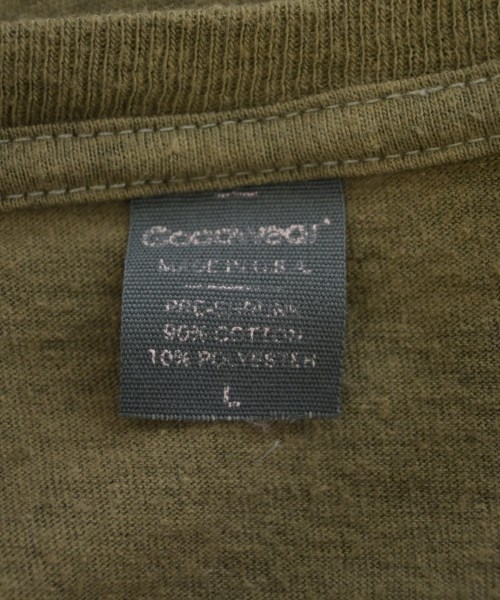 Goodwear
MADE IN U.S.A.
PRE-SHRUNK
90% COTTON
10% POLYESTER
L